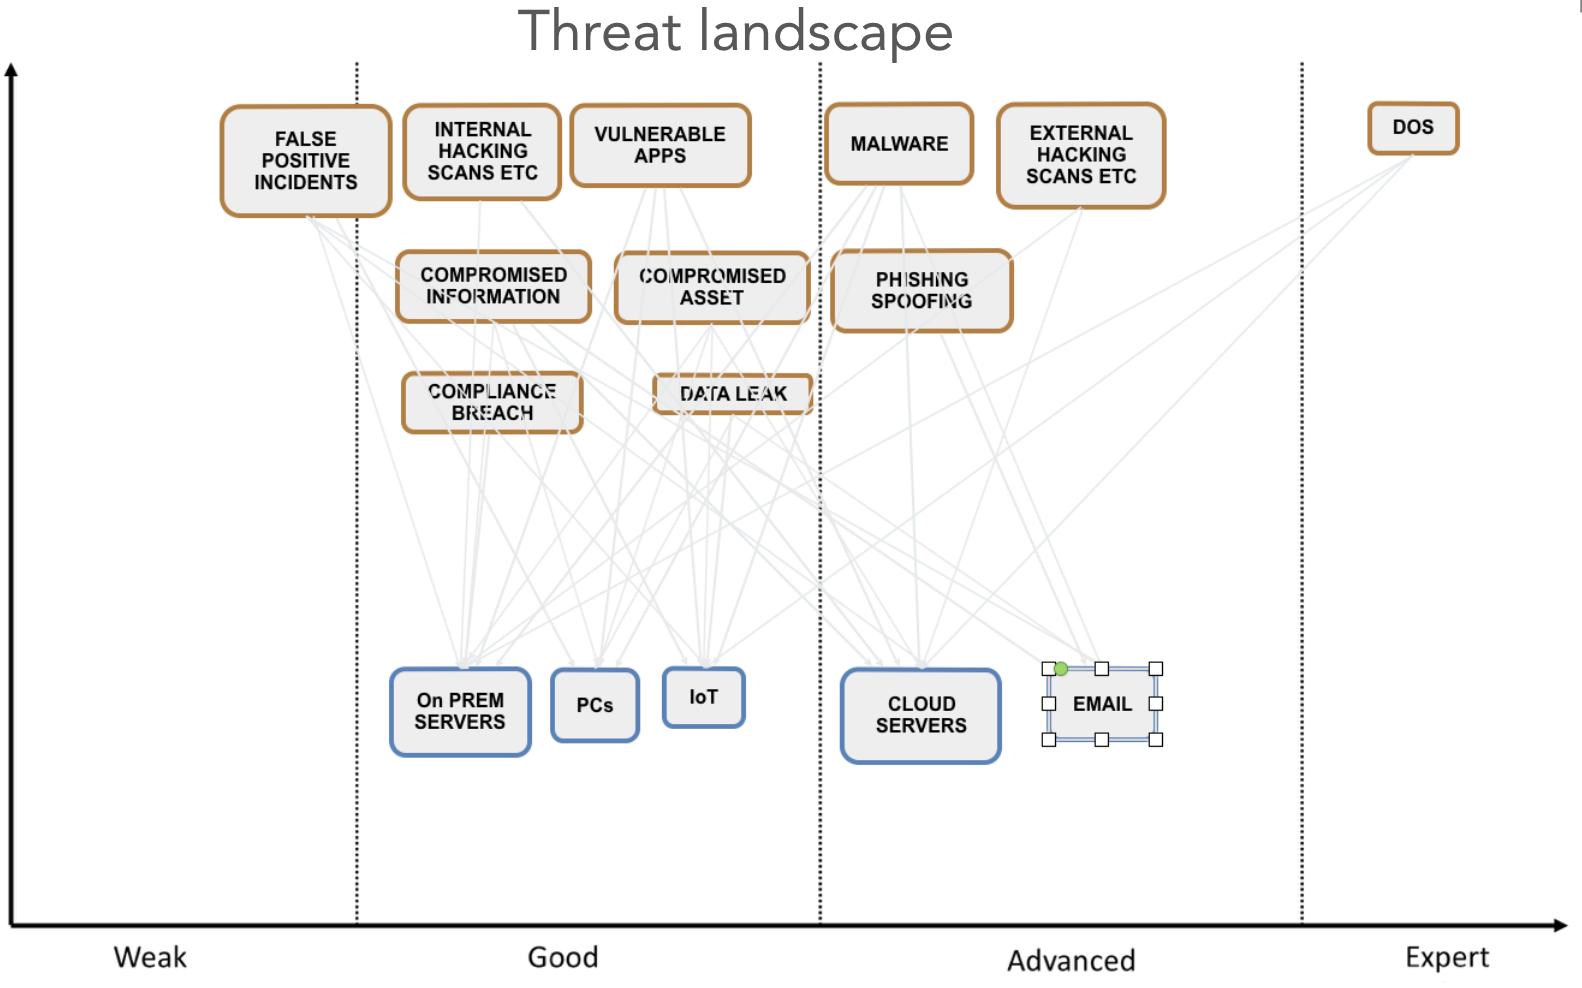 Threat landscape
FALSE
POSITIVE
INCIDENTS
INTERNAL
HACKING
SCANS ETC
VULNERABLE
APPS
MALWARE
EXTERNAL
HACKING
SCANS ETC
DOS
COMPROMISED
INFORMATION
COMPROMISED
ASSET
PHISHING
SPOOFING
COMPLIANCE
BREACH
DATA LEAK
On PREM
SERVERS
PCs
IoT
CLOUD
SERVERS
EMAIL
Weak
Good
Advanced
Expert